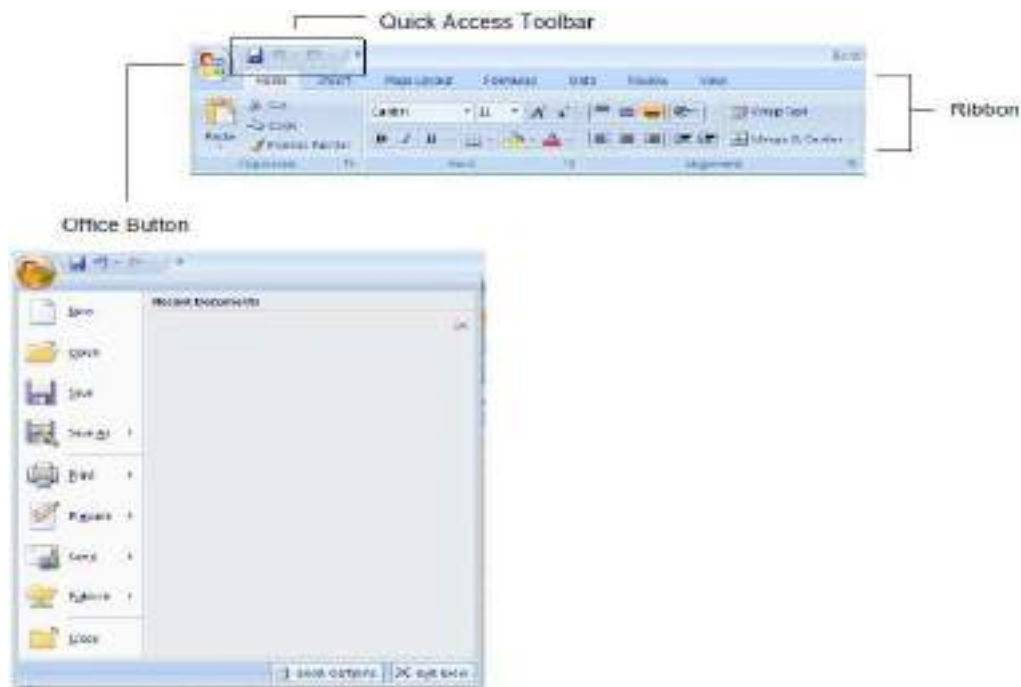 Quick Access Toolbar
Home Insert Page Layout Formulas Data Review View
Ribbon
Cut
Calibri 11
Wrap Text
Copy
Paste
Format Painter
B I U
Merge & Center
Clipboard Font Alignment
Office Button
Recent Documents
New
Open
Save
Save As
Print
Prepare
Send
Publish
Close
Excel Options Exit Excel